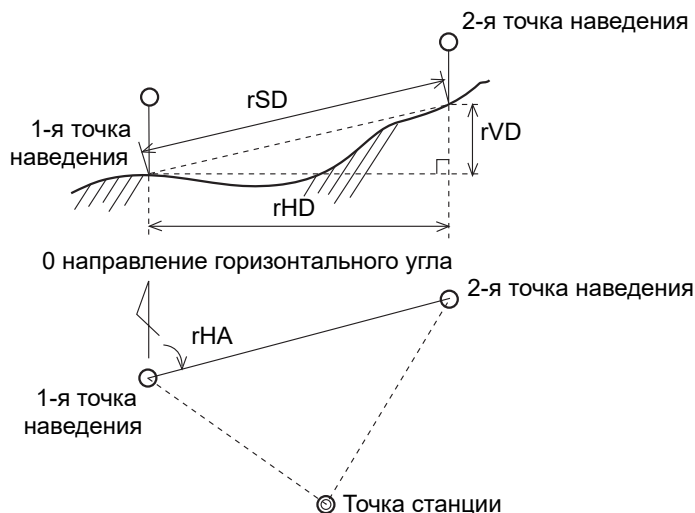 2-я точка наведения
rSD
1-я точка
наведения
rVD
rHD
0 направление горизонтального угла
2-я точка наведения
rHA
1-я точка
наведения
Точка станции